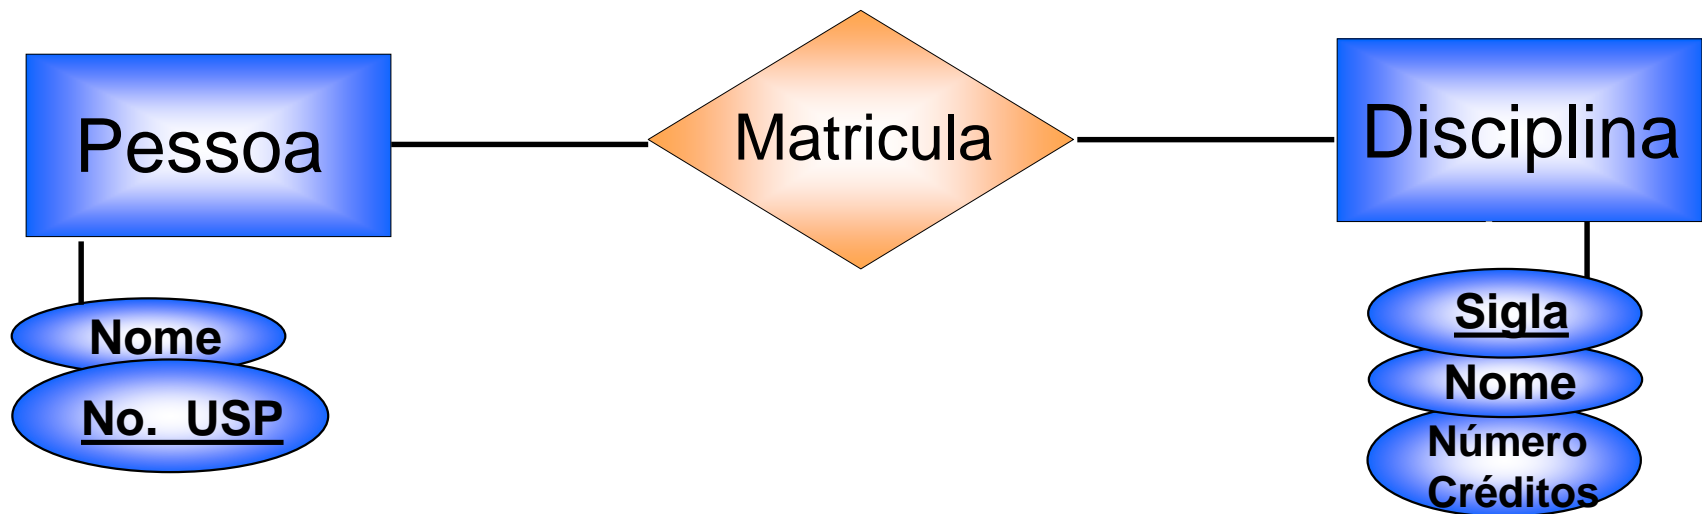 Pessoa
Matricula
Disciplina
Nome
No. USP
Sigla
Nome
Número
Créditos